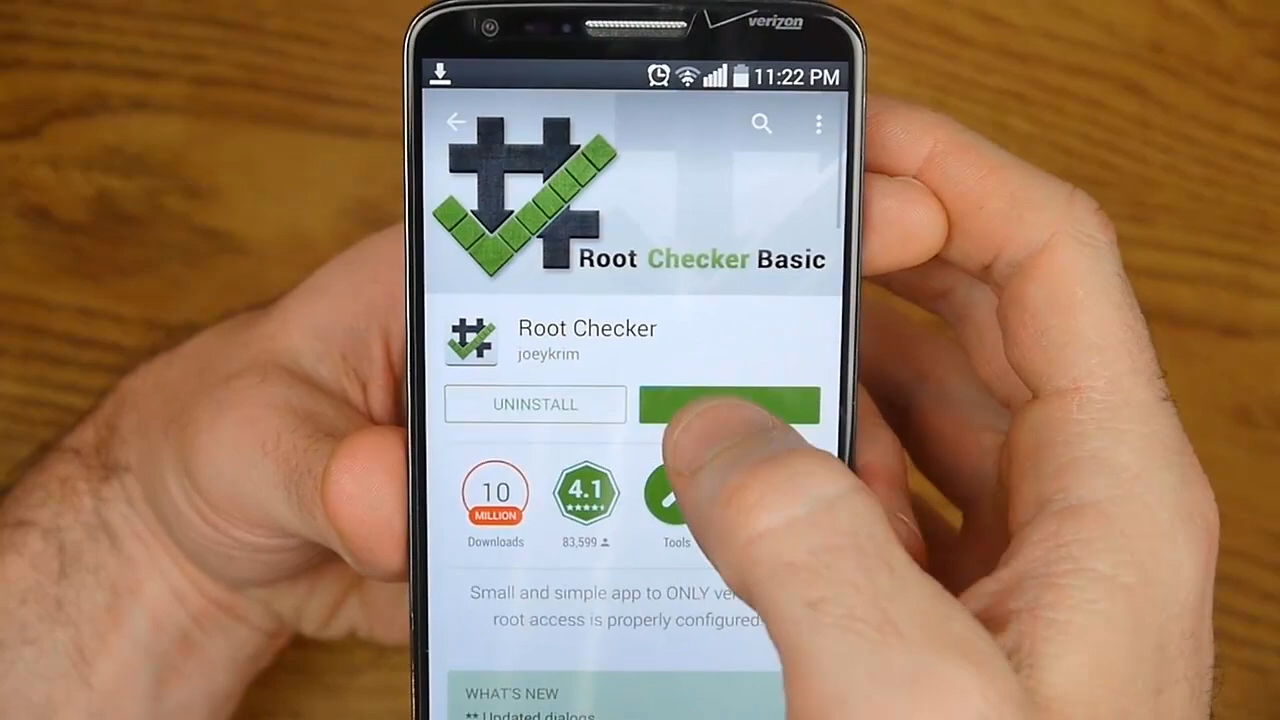 verizon
11:22 PM
Root Checker Basic
Root Checker
joeykrim
UNINSTALL
10
MILLION
4.1
Downloads
83,599
Tools
Small and simple app to ONLY
root access is properly configured
WHAT'S NEW
** Updated dialogs